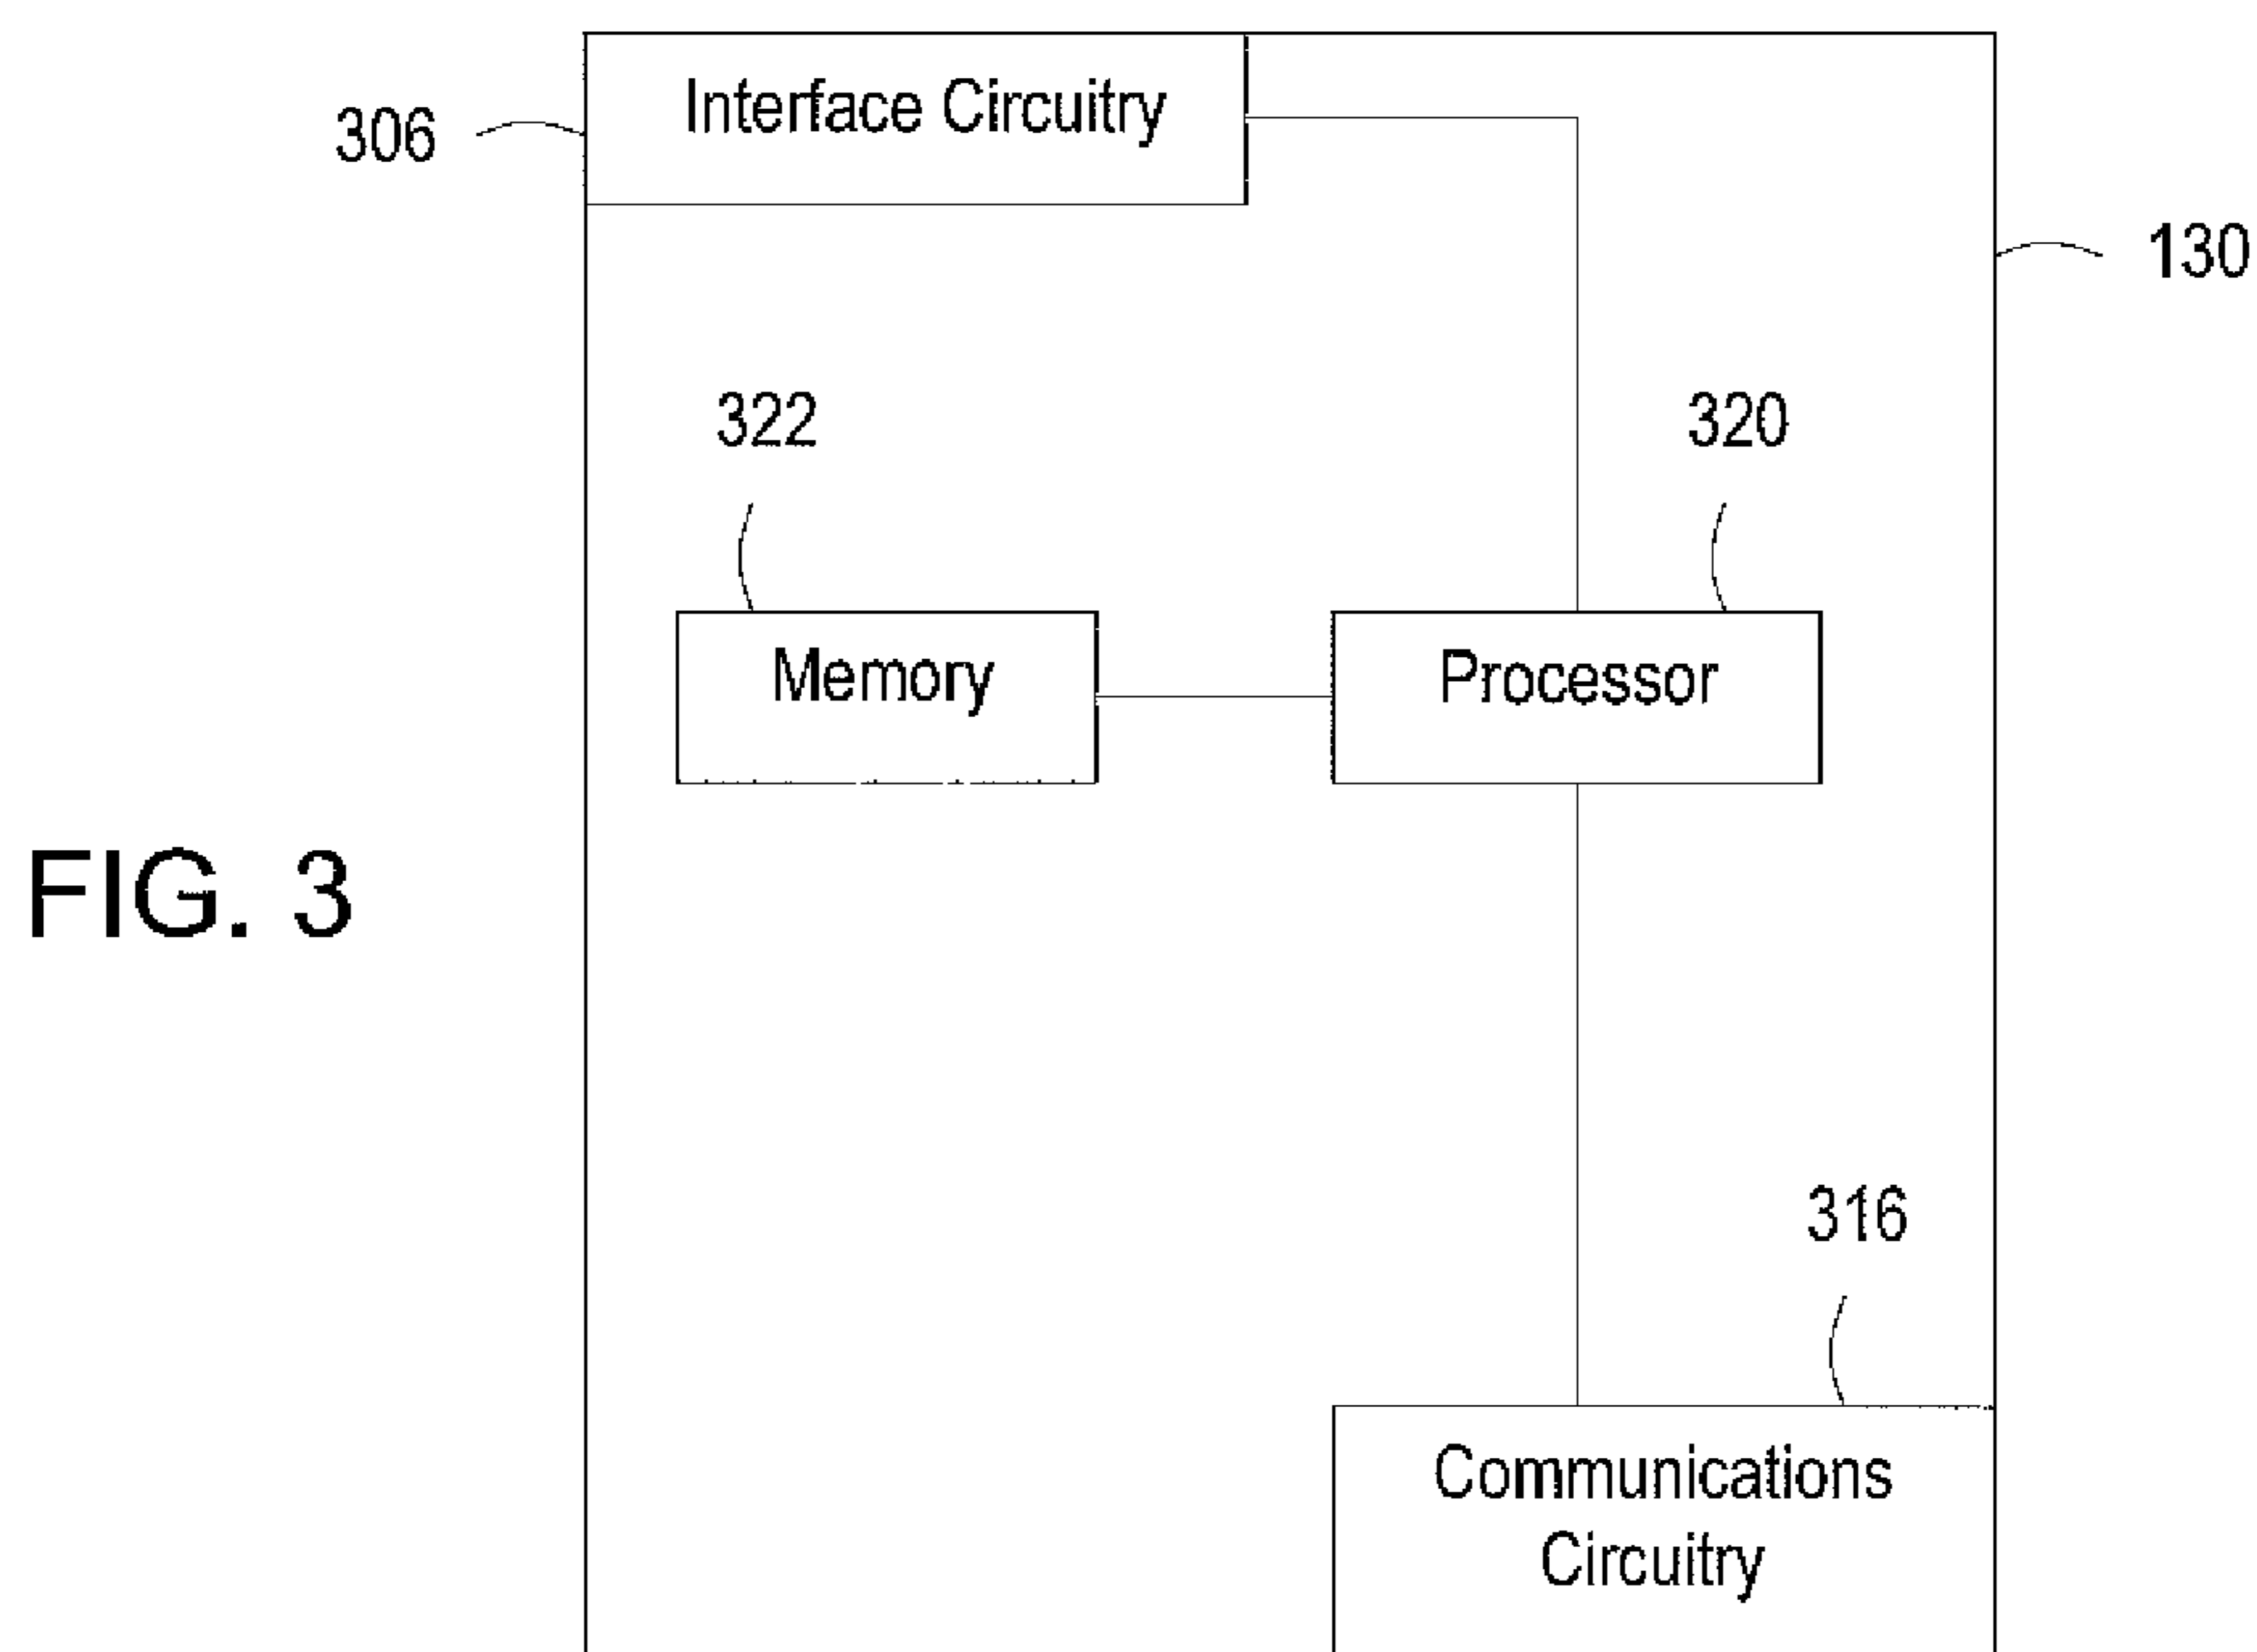 Interface Circuitry
306
130
322
320
Memory
Processor
FIG. 3
316
Communications
Circuitry